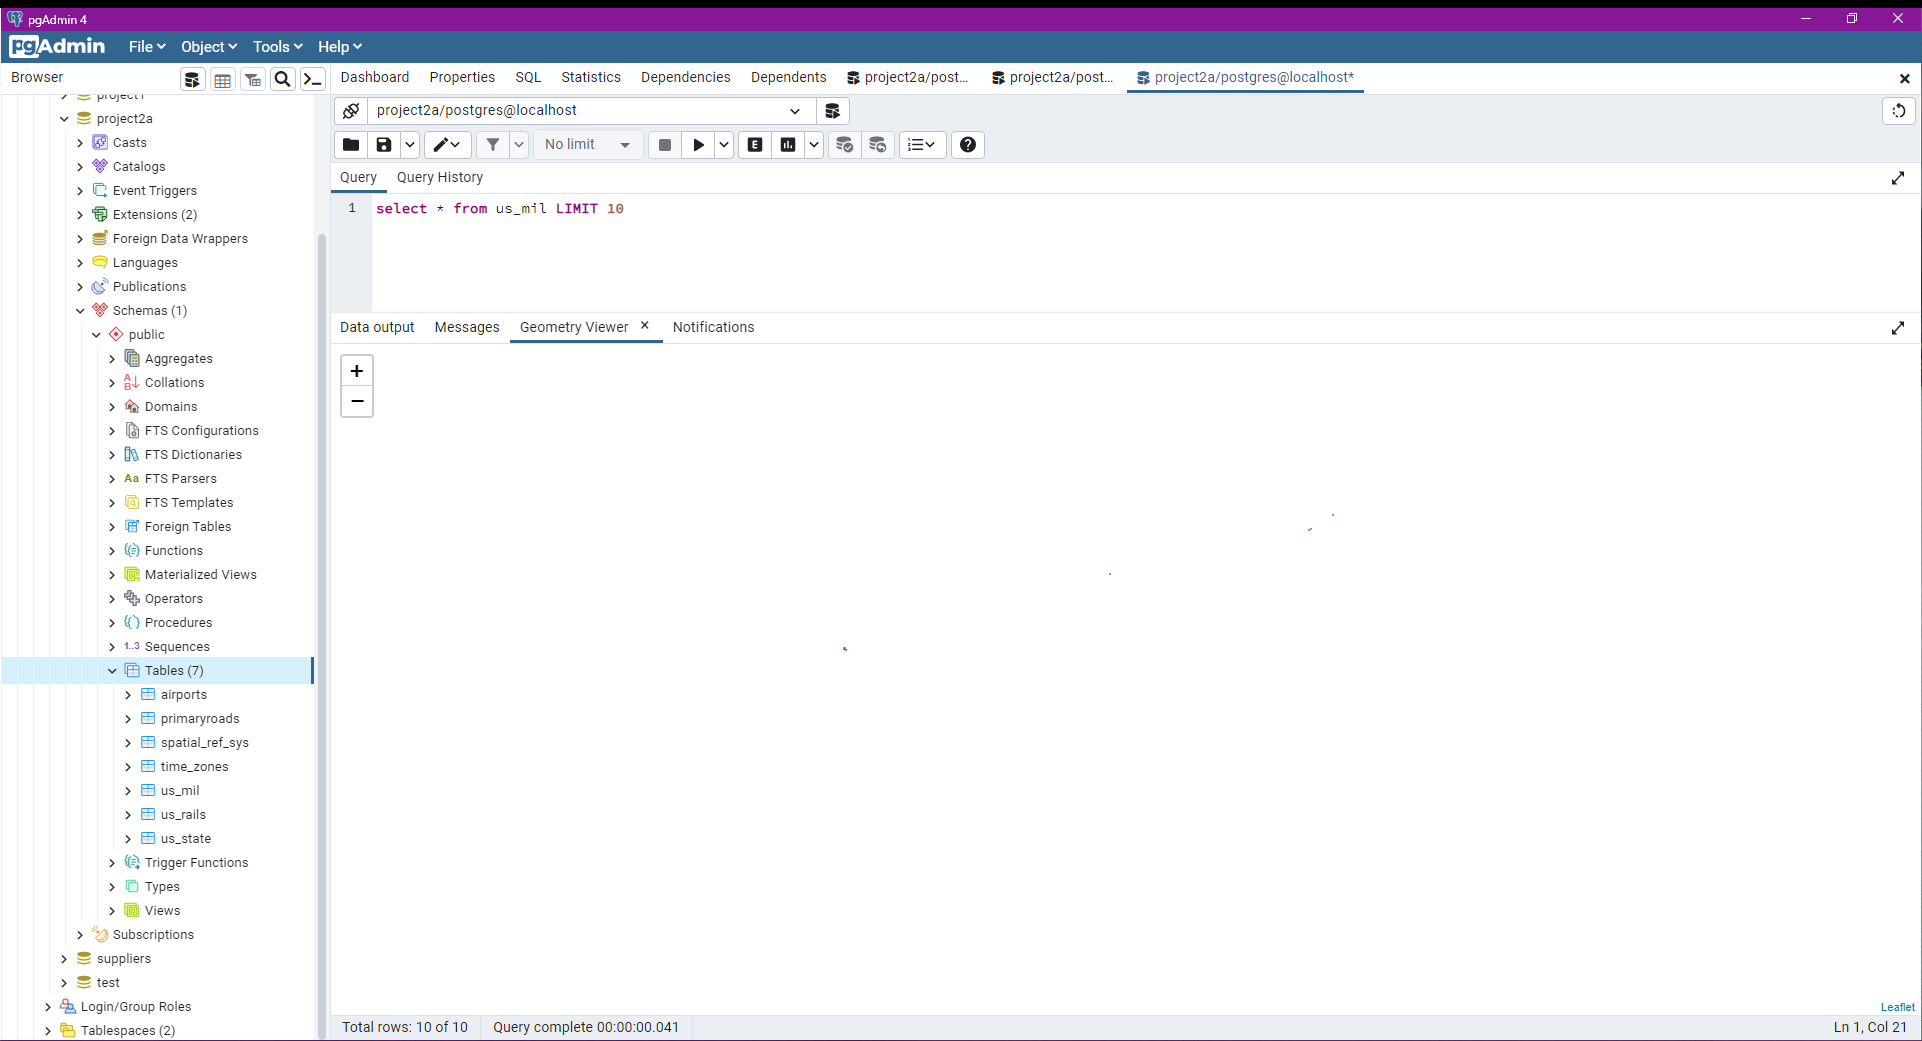 pgAdmin 4
pgAdmin File Object Tools Help
Browser
Dashboard Properties SQL Statistics Dependencies Dependents project2a/post... project2a/post... project2a/postgres@localhost*
project1
project2a
Casts
Catalogs
Event Triggers
Extensions (2)
Foreign Data Wrappers
Languages
Publications
Schemas (1)
public
Aggregates
Collations
Domains
FTS Configurations
FTS Dictionaries
Aa FTS Parsers
FTS Templates
Foreign Tables
Functions
Materialized Views
Operators
Procedures
1..3 Sequences
Tables (7)
airports
primaryroads
spatial_ref_sys
time_zones
us_mil
us_rails
us_state
Trigger Functions
Types
Views
Subscriptions
suppliers
test
Login/Group Roles
Tablespaces (2)
project2a/postgres@localhost
No limit
E
Query Query History
1 select * from us_mil LIMIT 10
Data output Messages Geometry Viewer Notifications
+
−
Leaflet
Total rows: 10 of 10 Query complete 00:00:00.041 Ln 1, Col 21